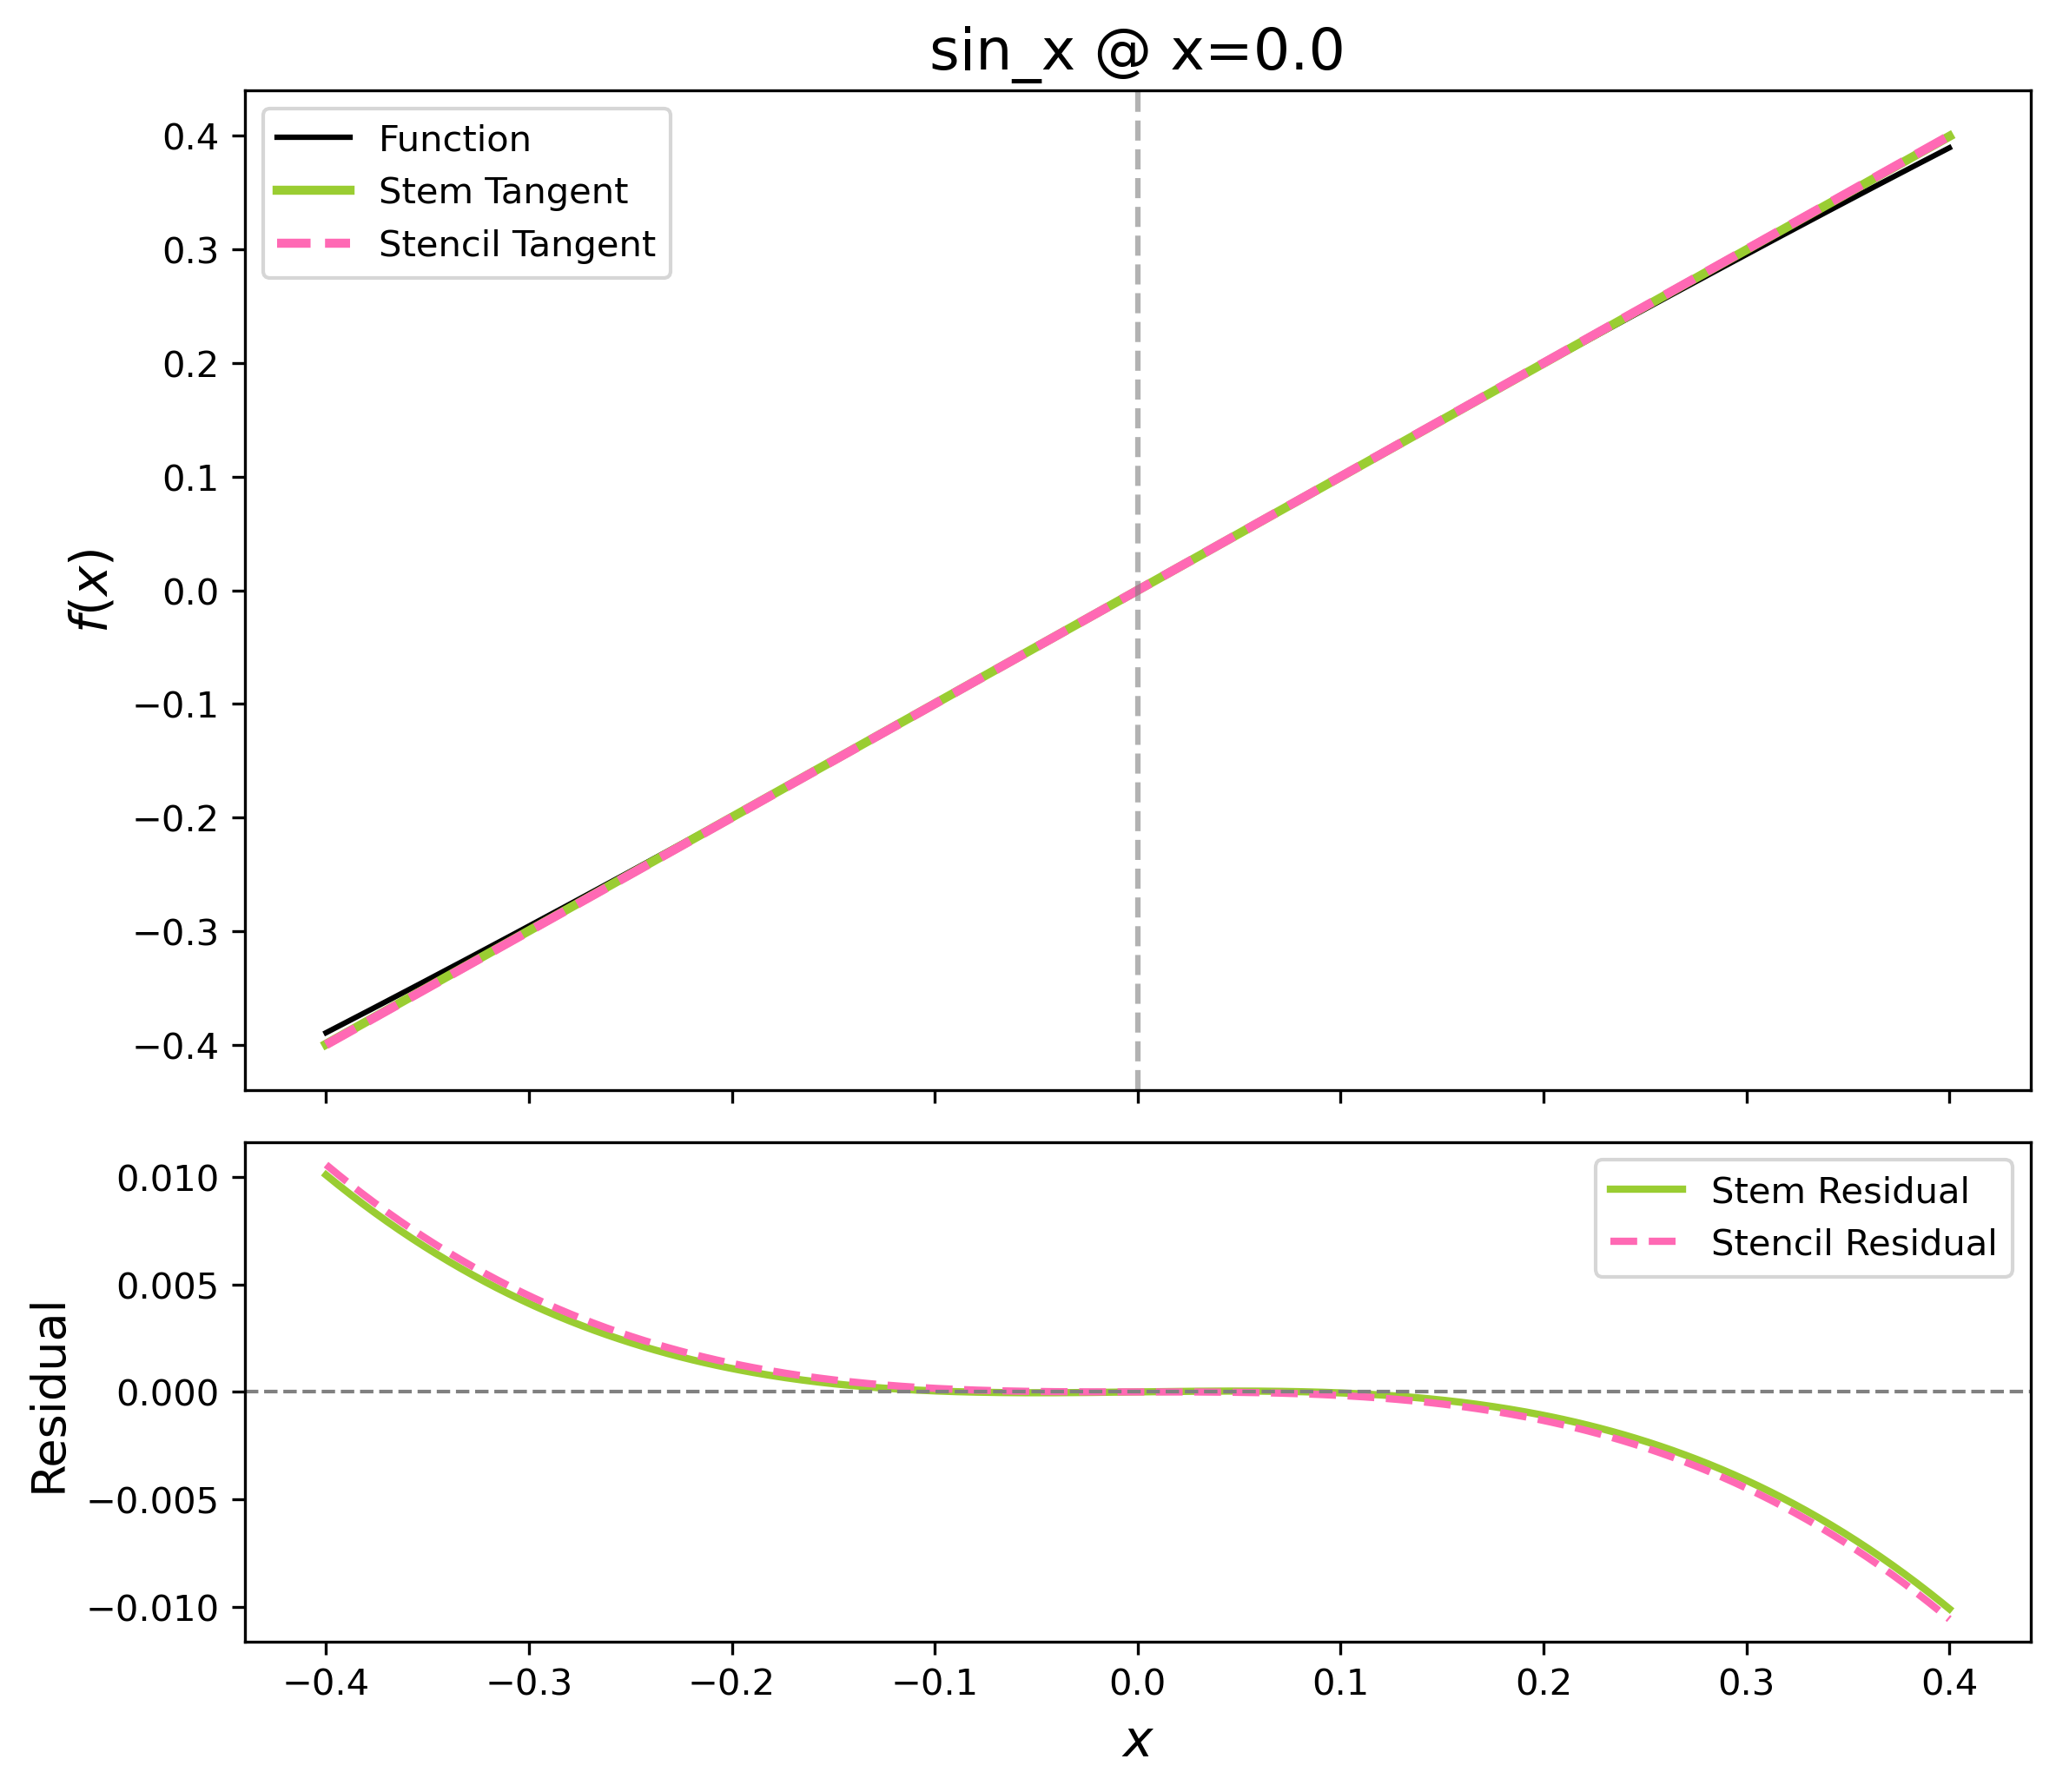 sin_x @ x=0.0
Function
Stem Tangent
Stencil Tangent
0.4
0.3
0.2
0.1
0.0
−0.1
−0.2
−0.3
−0.4
f(x)
Stem Residual
Stencil Residual
0.010
0.005
0.000
−0.005
−0.010
Residual
−0.4 −0.3 −0.2 −0.1 0.0 0.1 0.2 0.3 0.4
x